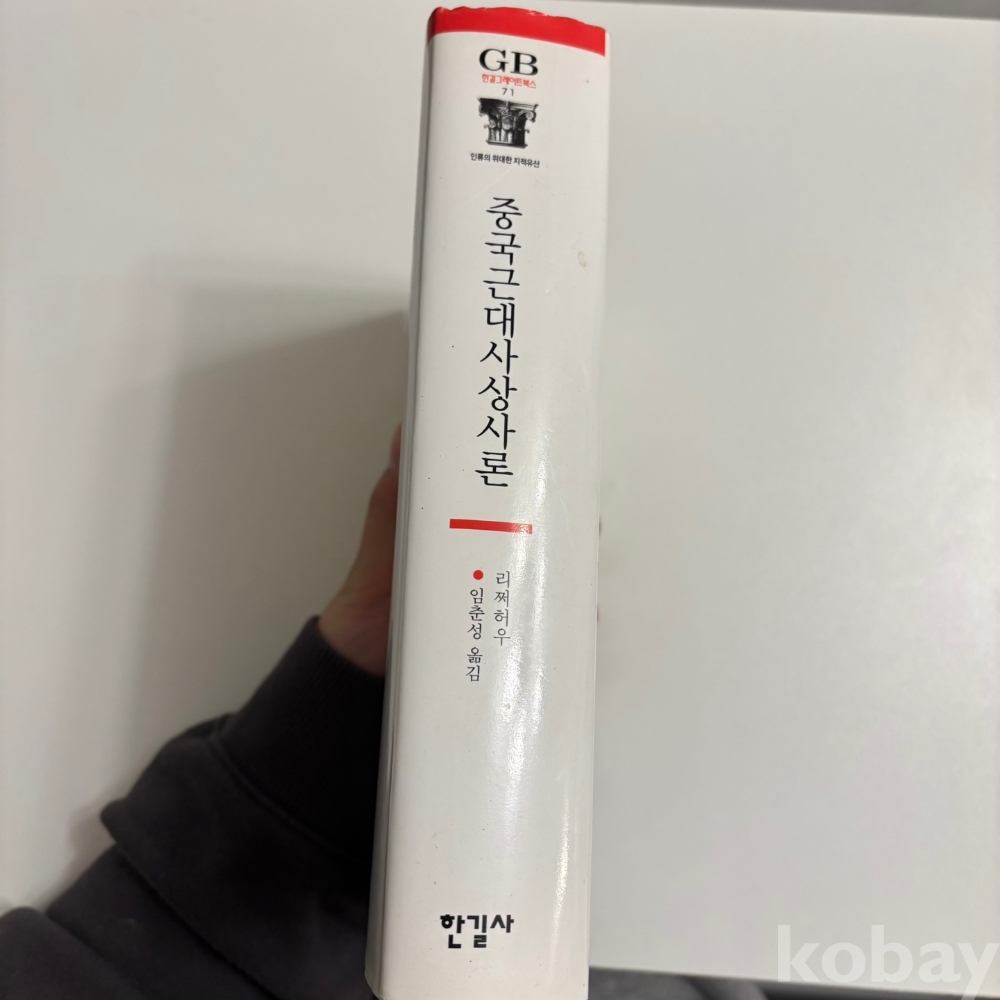 GB
한길그레이트북스
71
인류의 위대한 지적유산
중국근대사상사론
리쩌허우
임춘성 옮김
한길사
kobay